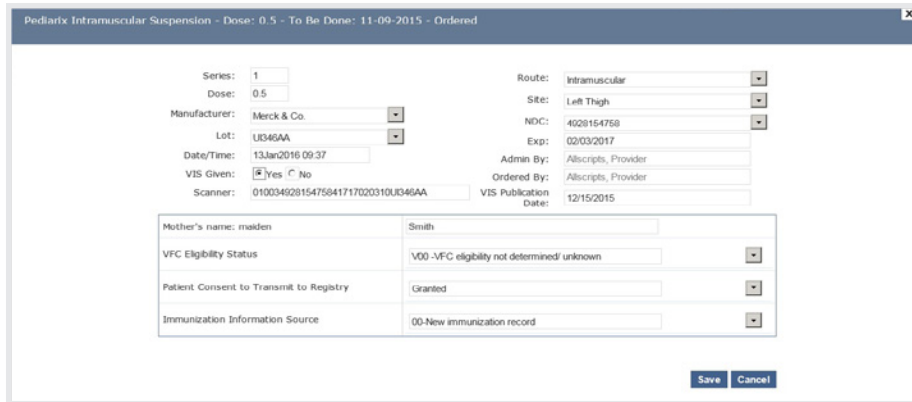 Pediarix Intramuscular Suspension - Dose: 0.5 - To Be Done: 11-09-2015 - Ordered
x
Series: 1
Dose: 0.5
Manufacturer: Merck & Co.
Lot: UI346AA
Date/Time: 13Jan2016 09:37
VIS Given: Yes No
Scanner: 01003492815475841717020310UI346AA
Route: Intramuscular
Site: Left Thigh
NDC: 4928154758
Exp: 02/03/2017
Admin By: Allscripts, Provider
Ordered By: Allscripts, Provider
VIS Publication
Date: 12/15/2015
Mother's name: maiden Smith
VFC Eligibility Status V00 -VFC eligibility not determined/ unknown
Patient Consent to Transmit to Registry Granted
Immunization Information Source 00-New immunization record
Save Cancel